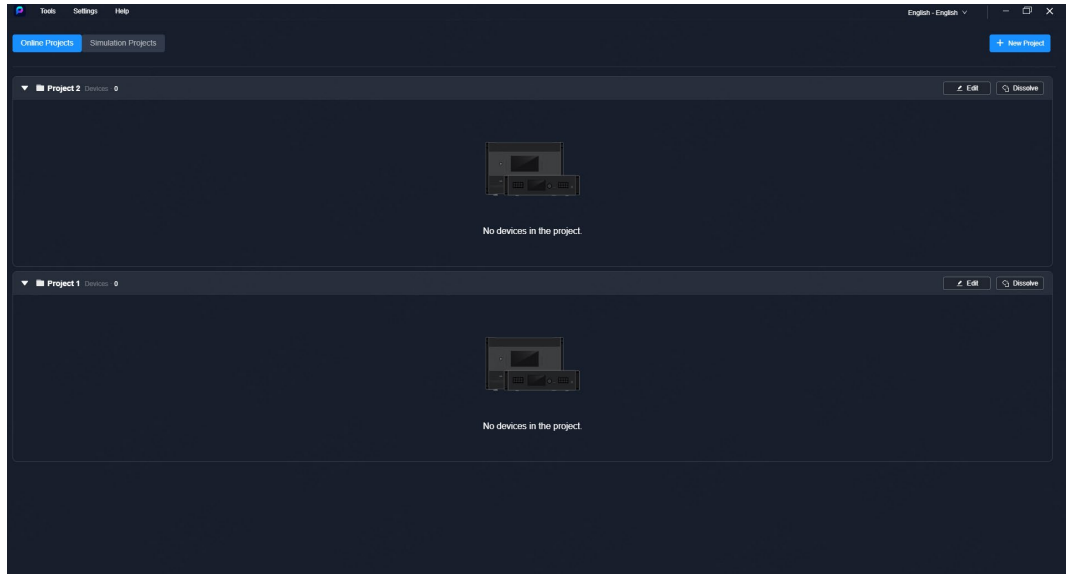 Tools Settings Help English - English
Online Projects Simulation Projects + New Project
Project 2 Devices · 0 Edit Dissolve
No devices in the project.
Project 1 Devices · 0 Edit Dissolve
No devices in the project.